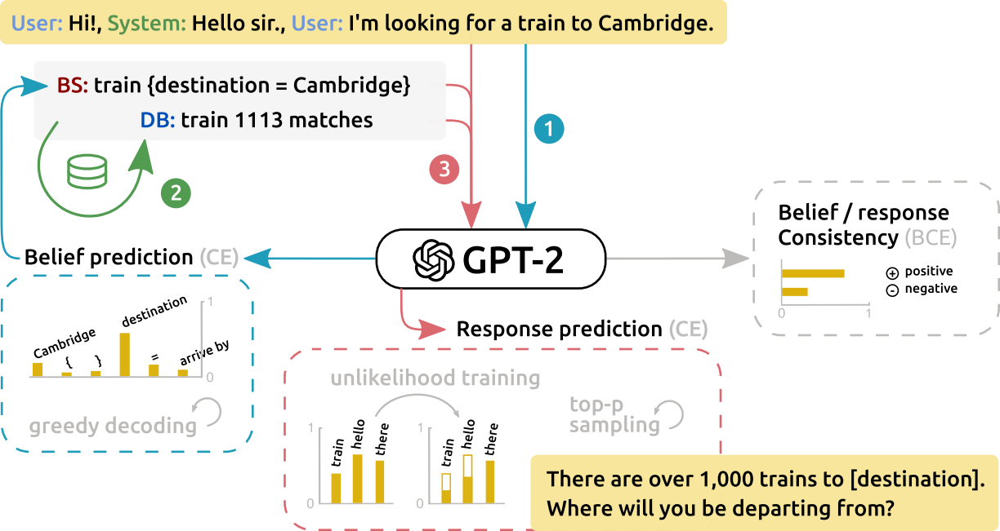 User: Hi!, System: Hello sir., User: I'm looking for a train to Cambridge.
BS: train {destination = Cambridge}
DB: train 1113 matches
1
3
2
GPT-2
Belief / response
Consistency (BCE)
positive
negative
0 1
Belief prediction (CE)
1
Cambridge { } destination = arrive by
0
greedy decoding
Response prediction (CE)
unlikelihood training
top-p
sampling
1
train hello there
0
1
train hello there
0
There are over 1,000 trains to [destination].
Where will you be departing from?